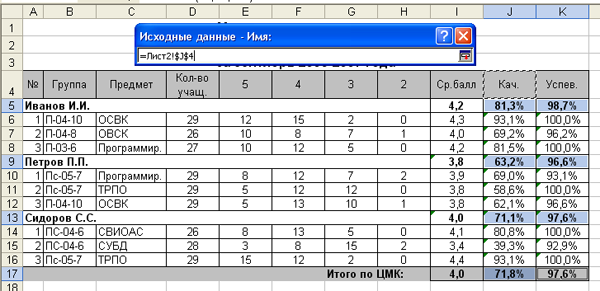 A B C D E F G H I J K
1
Исходные данные - Имя:
2
=Лист2!$J$4
3
4 № Группа Предмет Кол-во учащ. 5 4 3 2 Ср.балл Кач. Успев.
5 Иванов И.И. 4,2 81,3% 98,7%
6 1 П-04-10 ОСВК 29 12 15 2 0 4,3 93,1% 100,0%
7 2 П-04-8 ОВСК 26 10 8 7 1 4,0 69,2% 96,2%
8 3 П-03-6 Программир. 27 10 12 5 0 4,2 81,5% 100,0%
9 Петров П.П. 3,8 63,2% 96,6%
10 1 Пс-05-7 Программир. 29 8 12 7 2 3,9 69,0% 93,1%
11 2 Пс-05-7 ТРПО 29 5 12 12 0 3,8 58,6% 100,0%
12 3 П-04-10 ОСВК 29 5 13 10 1 3,8 62,1% 96,6%
13 Сидоров С.С. 4,0 71,1% 97,6%
14 1 ПС-04-6 СВИОАС 26 8 13 5 0 4,1 80,8% 100,0%
15 2 ПС-04-6 СУБД 28 3 8 15 2 3,4 39,3% 92,9%
16 3 Пс-05-7 ТРПО 29 15 12 2 0 4,4 93,1% 100,0%
17 Итого по ЦМК: 4,0 71,8% 97,6%
18